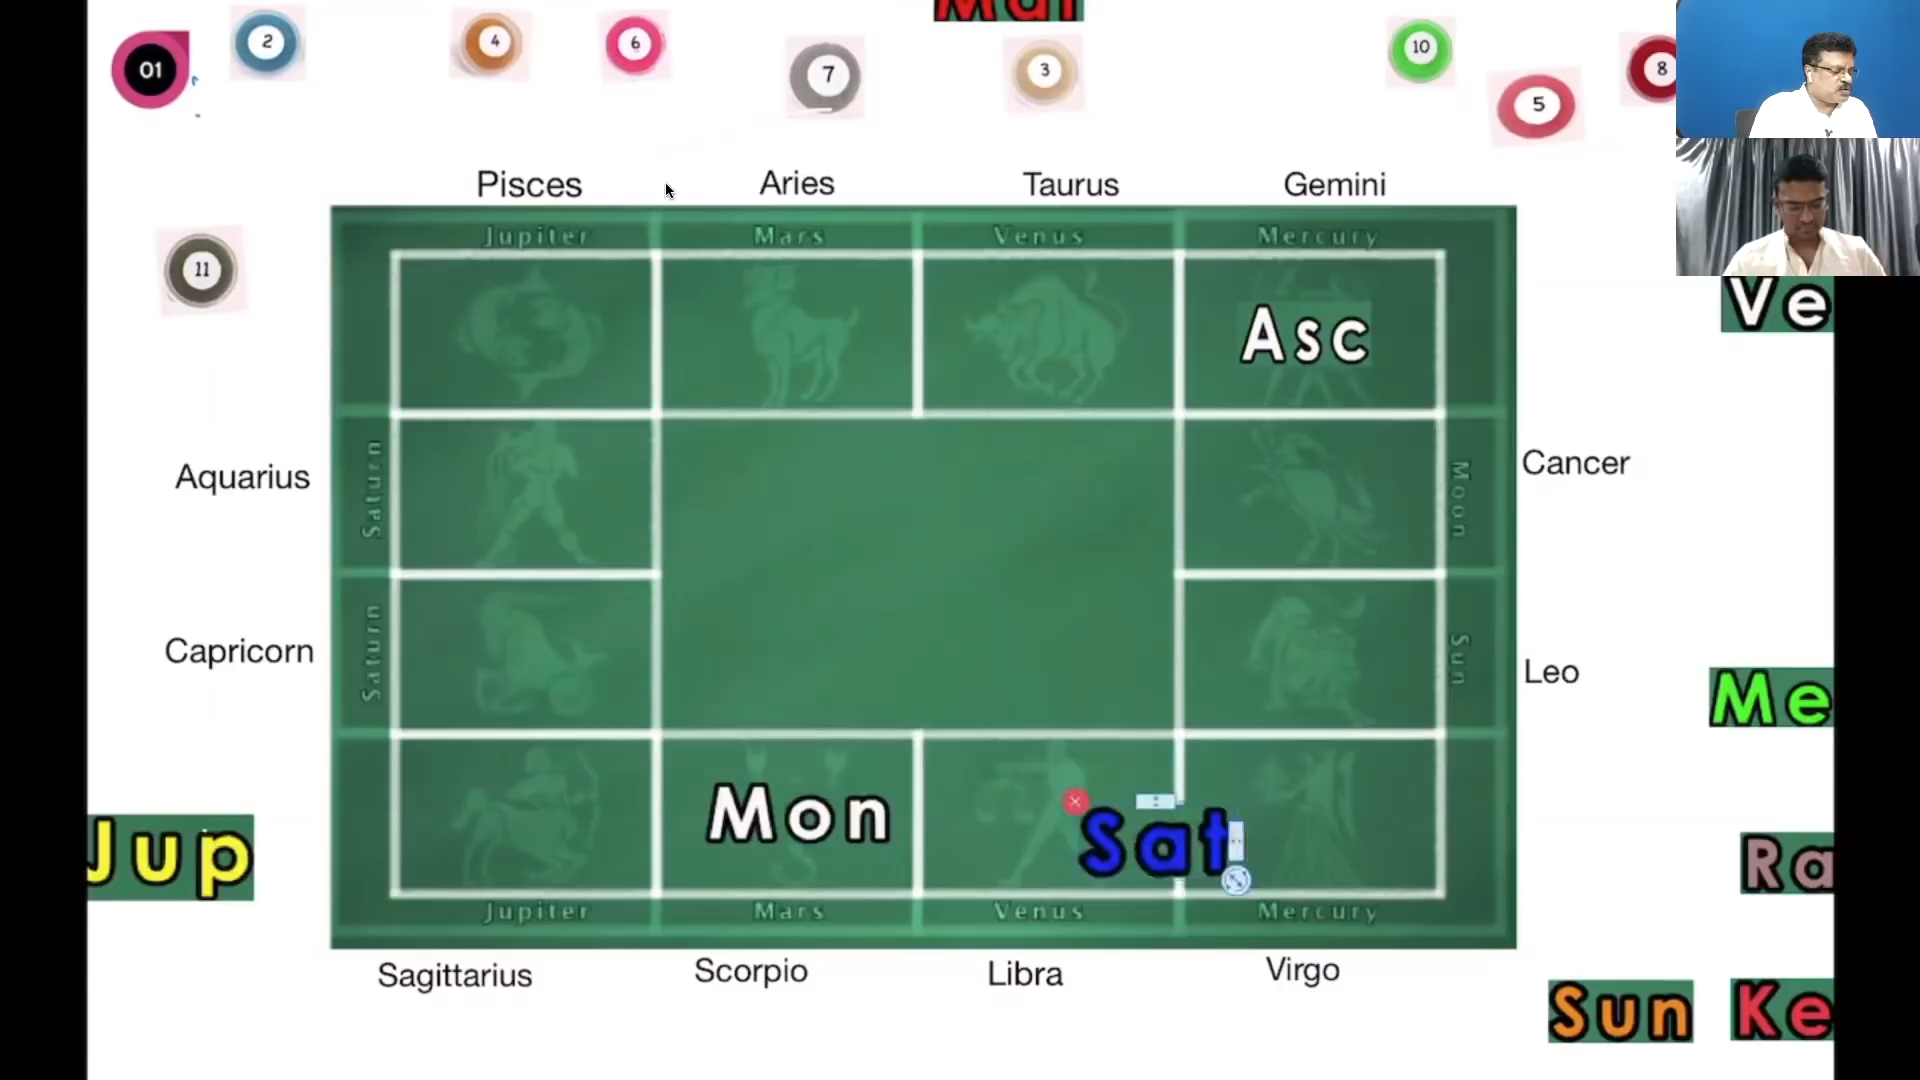 Mar
01
2
4
6
7
3
10
5
8
Pisces
Aries
Taurus
Gemini
Jupiter
Mars
Venus
Mercury
11
Asc
Ve
Aquarius
Saturn
Moon
Cancer
Capricorn
Saturn
Sun
Leo
Me
Jup
Mon
Sat
Ra
Jupiter
Mars
Venus
Mercury
Sagittarius
Scorpio
Libra
Virgo
Sun
Ke